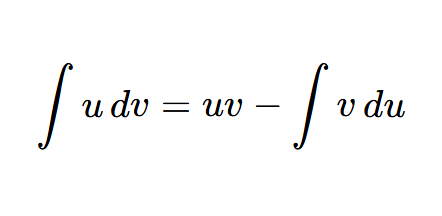 ∫ u dv = uv − ∫ v du